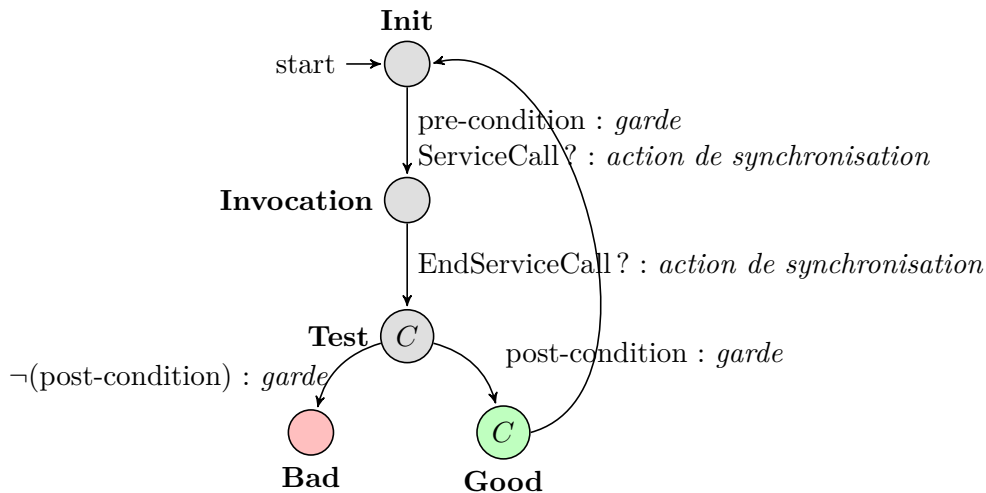 Init
start
pre-condition : garde
ServiceCall? : action de synchronisation
Invocation
EndServiceCall? : action de synchronisation
Test
C
post-condition : garde
¬(post-condition) : garde
C
Bad
Good